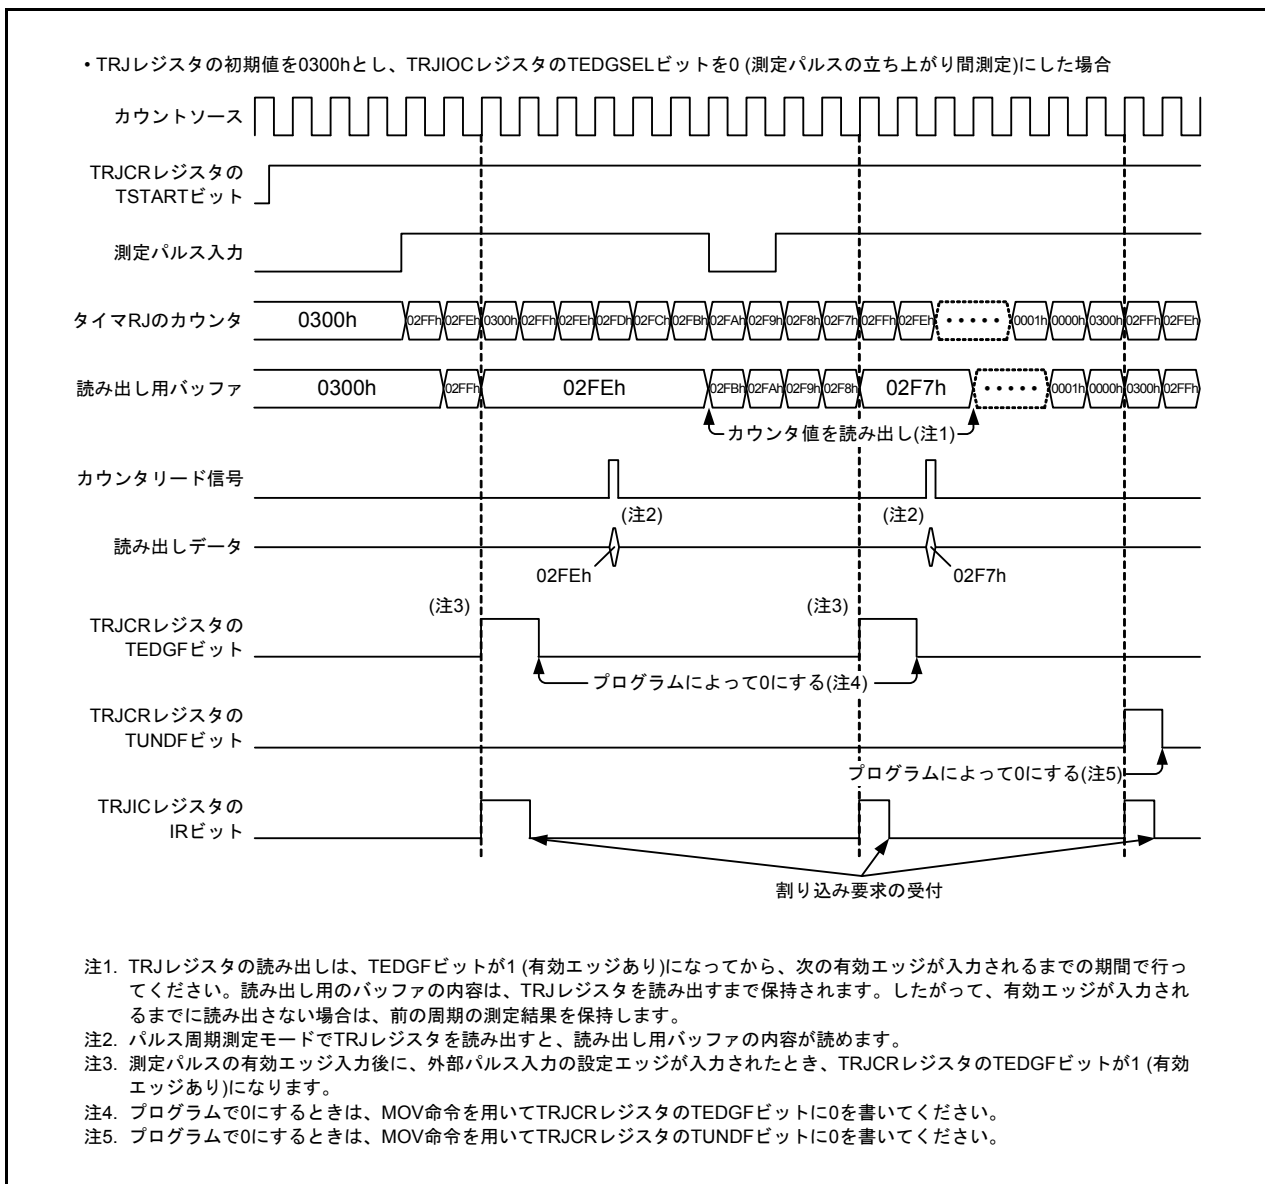 • TRJレジスタの初期値を0300hとし、TRJIOCレジスタのTEDGSELビットを0 (測定パルスの立ち上がり間測定)にした場合
カウントソース
TRJCRレジスタの
TSTARTビット
測定パルス入力
タイマRJのカウンタ
0300h 02FFh 02FEh 0300h 02FFh 02FEh 02FDh 02FCh 02FBh 02FAh 02F9h 02F8h 02F7h 02FFh 02FEh ・・・・・ 0001h 0000h 0300h 02FFh 02FEh
読み出し用バッファ
0300h 02FFh 02FEh 02FBh 02FAh 02F9h 02F8h 02F7h ・・・・・ 0001h 0000h 0300h 02FFh
カウンタ値を読み出し(注1)
カウンタリード信号
(注2) (注2)
読み出しデータ
02FEh 02F7h
(注3) (注3)
TRJCRレジスタの
TEDGFビット
プログラムによって0にする(注4)
TRJCRレジスタの
TUNDFビット
プログラムによって0にする(注5)
TRJICレジスタの
IRビット
割り込み要求の受付
注1. TRJレジスタの読み出しは、TEDGFビットが1 (有効エッジあり)になってから、次の有効エッジが入力されるまでの期間で行っ
てください。読み出し用のバッファの内容は、TRJレジスタを読み出すまで保持されます。したがって、有効エッジが入力され
るまでに読み出さない場合は、前の周期の測定結果を保持します。
注2. パルス周期測定モードでTRJレジスタを読み出すと、読み出し用バッファの内容が読めます。
注3. 測定パルスの有効エッジ入力後に、外部パルス入力の設定エッジが入力されたとき、TRJCRレジスタのTEDGFビットが1 (有効
エッジあり)になります。
注4. プログラムで0にするときは、MOV命令を用いてTRJCRレジスタのTEDGFビットに0を書いてください。
注5. プログラムで0にするときは、MOV命令を用いてTRJCRレジスタのTUNDFビットに0を書いてください。